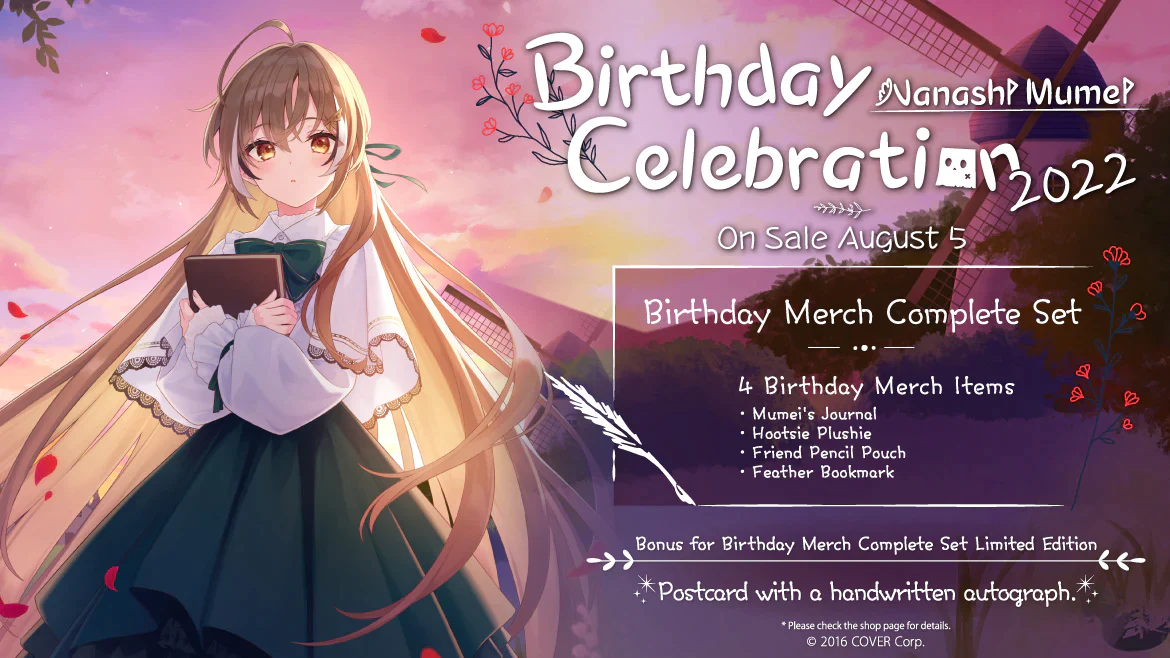 Birthday
Nanashi Mumei
Celebration
2022
On Sale August 5
Birthday Merch Complete Set
4 Birthday Merch Items
・Mumei's Journal
・Hootsie Plushie
・Friend Pencil Pouch
・Feather Bookmark
Bonus for Birthday Merch Complete Set Limited Edition
Postcard with a handwritten autograph.
* Please check the shop page for details.
© 2016 COVER Corp.